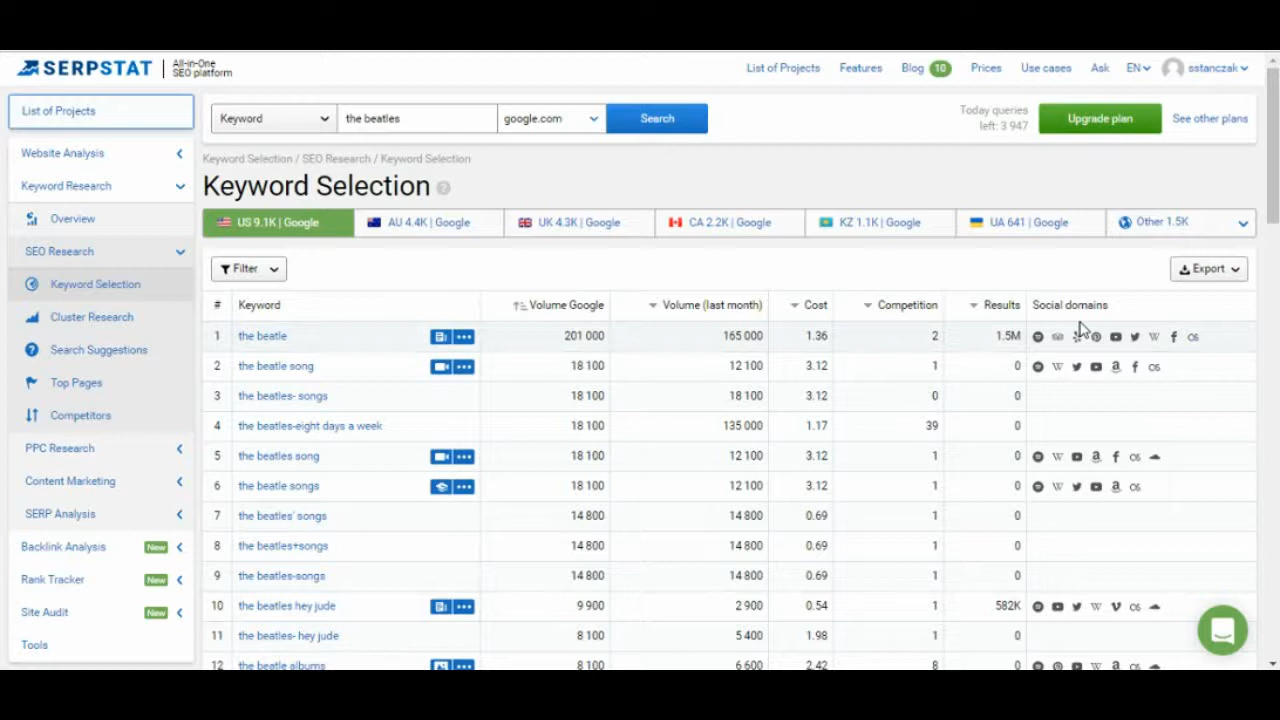 SERPSTAT All-in-One SEO platform
List of Projects Features Blog 10 Prices Use cases Ask EN sstanczak
List of Projects
Website Analysis
Keyword Research
Overview
SEO Research
Keyword Selection
Cluster Research
Search Suggestions
Top Pages
Competitors
PPC Research
Content Marketing
SERP Analysis
Backlink Analysis New
Rank Tracker New
Site Audit New
Tools
Keyword the beatles google.com Search
Today queries left: 3 947
Upgrade plan See other plans
Keyword Selection / SEO Research / Keyword Selection
Keyword Selection ?
US 9.1K | Google AU 4.4K | Google UK 4.3K | Google CA 2.2K | Google KZ 1.1K | Google UA 641 | Google Other 1.5K
Filter Export
# Keyword Volume Google Volume (last month) Cost Competition Results Social domains
1 the beatle 201 000 165 000 1.36 2 1.5M
2 the beatle song 18 100 12 100 3.12 1 0
3 the beatles- songs 18 100 18 100 3.12 0 0
4 the beatles-eight days a week 18 100 135 000 1.17 39 0
5 the beatles song 18 100 12 100 3.12 1 0
6 the beatle songs 18 100 12 100 3.12 1 0
7 the beatles' songs 14 800 14 800 0.69 1 0
8 the beatles+songs 14 800 14 800 0.69 1 0
9 the beatles-songs 14 800 14 800 0.69 1 0
10 the beatles hey jude 9 900 2 900 0.54 1 582K
11 the beatles- hey jude 8 100 5 400 1.98 1 0
12 the beatle albums 8 100 6 600 2.42 8 0